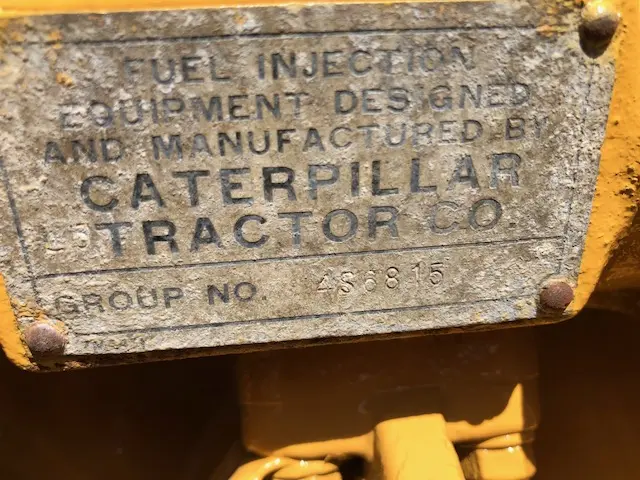 FUEL INJECTION
EQUIPMENT DESIGNED
AND MANUFACTURED BY
CATERPILLAR
TRACTOR CO.
GROUP NO. 4S6815